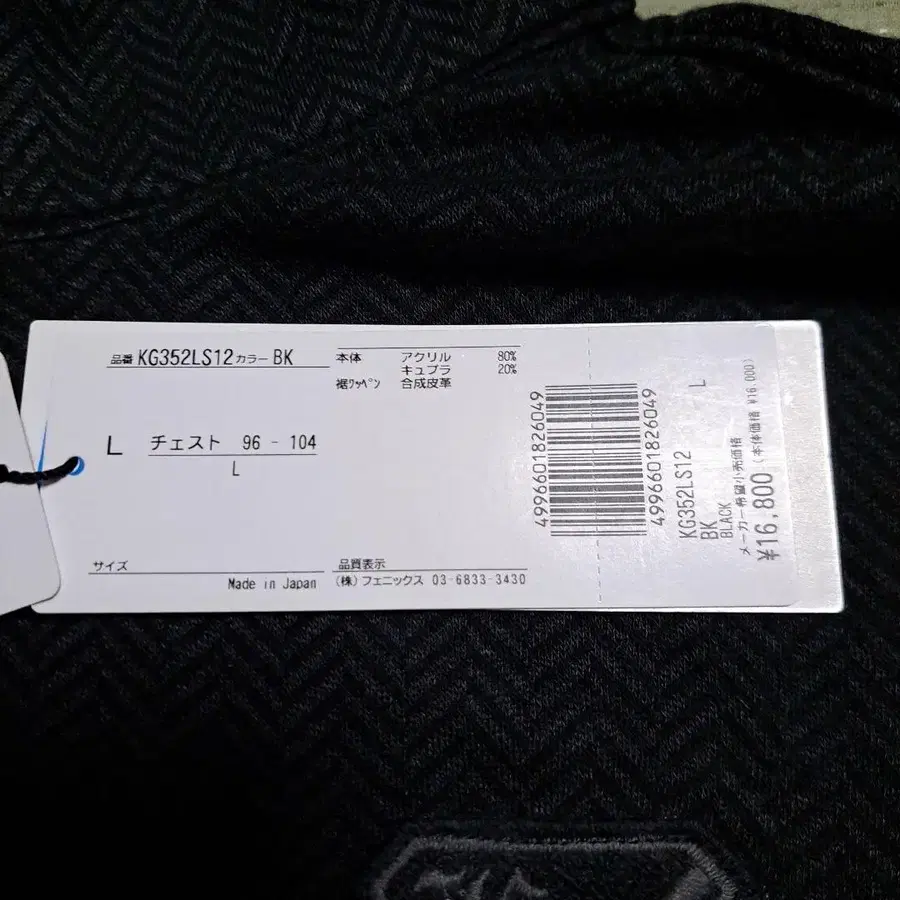 品番 KG352LS12 カラー BK
本体 アクリル 80%
キュプラ 20%
裾ワッペン 合成皮革
L チェスト 96 - 104
L
サイズ
Made in Japan
品質表示
(株) フェニックス 03-6833-3430
4996601826049
4996601826049
L
KG352LS12
BK
BLACK
メーカー希望小売価格
¥16,800 (本体価格 ¥16,000)